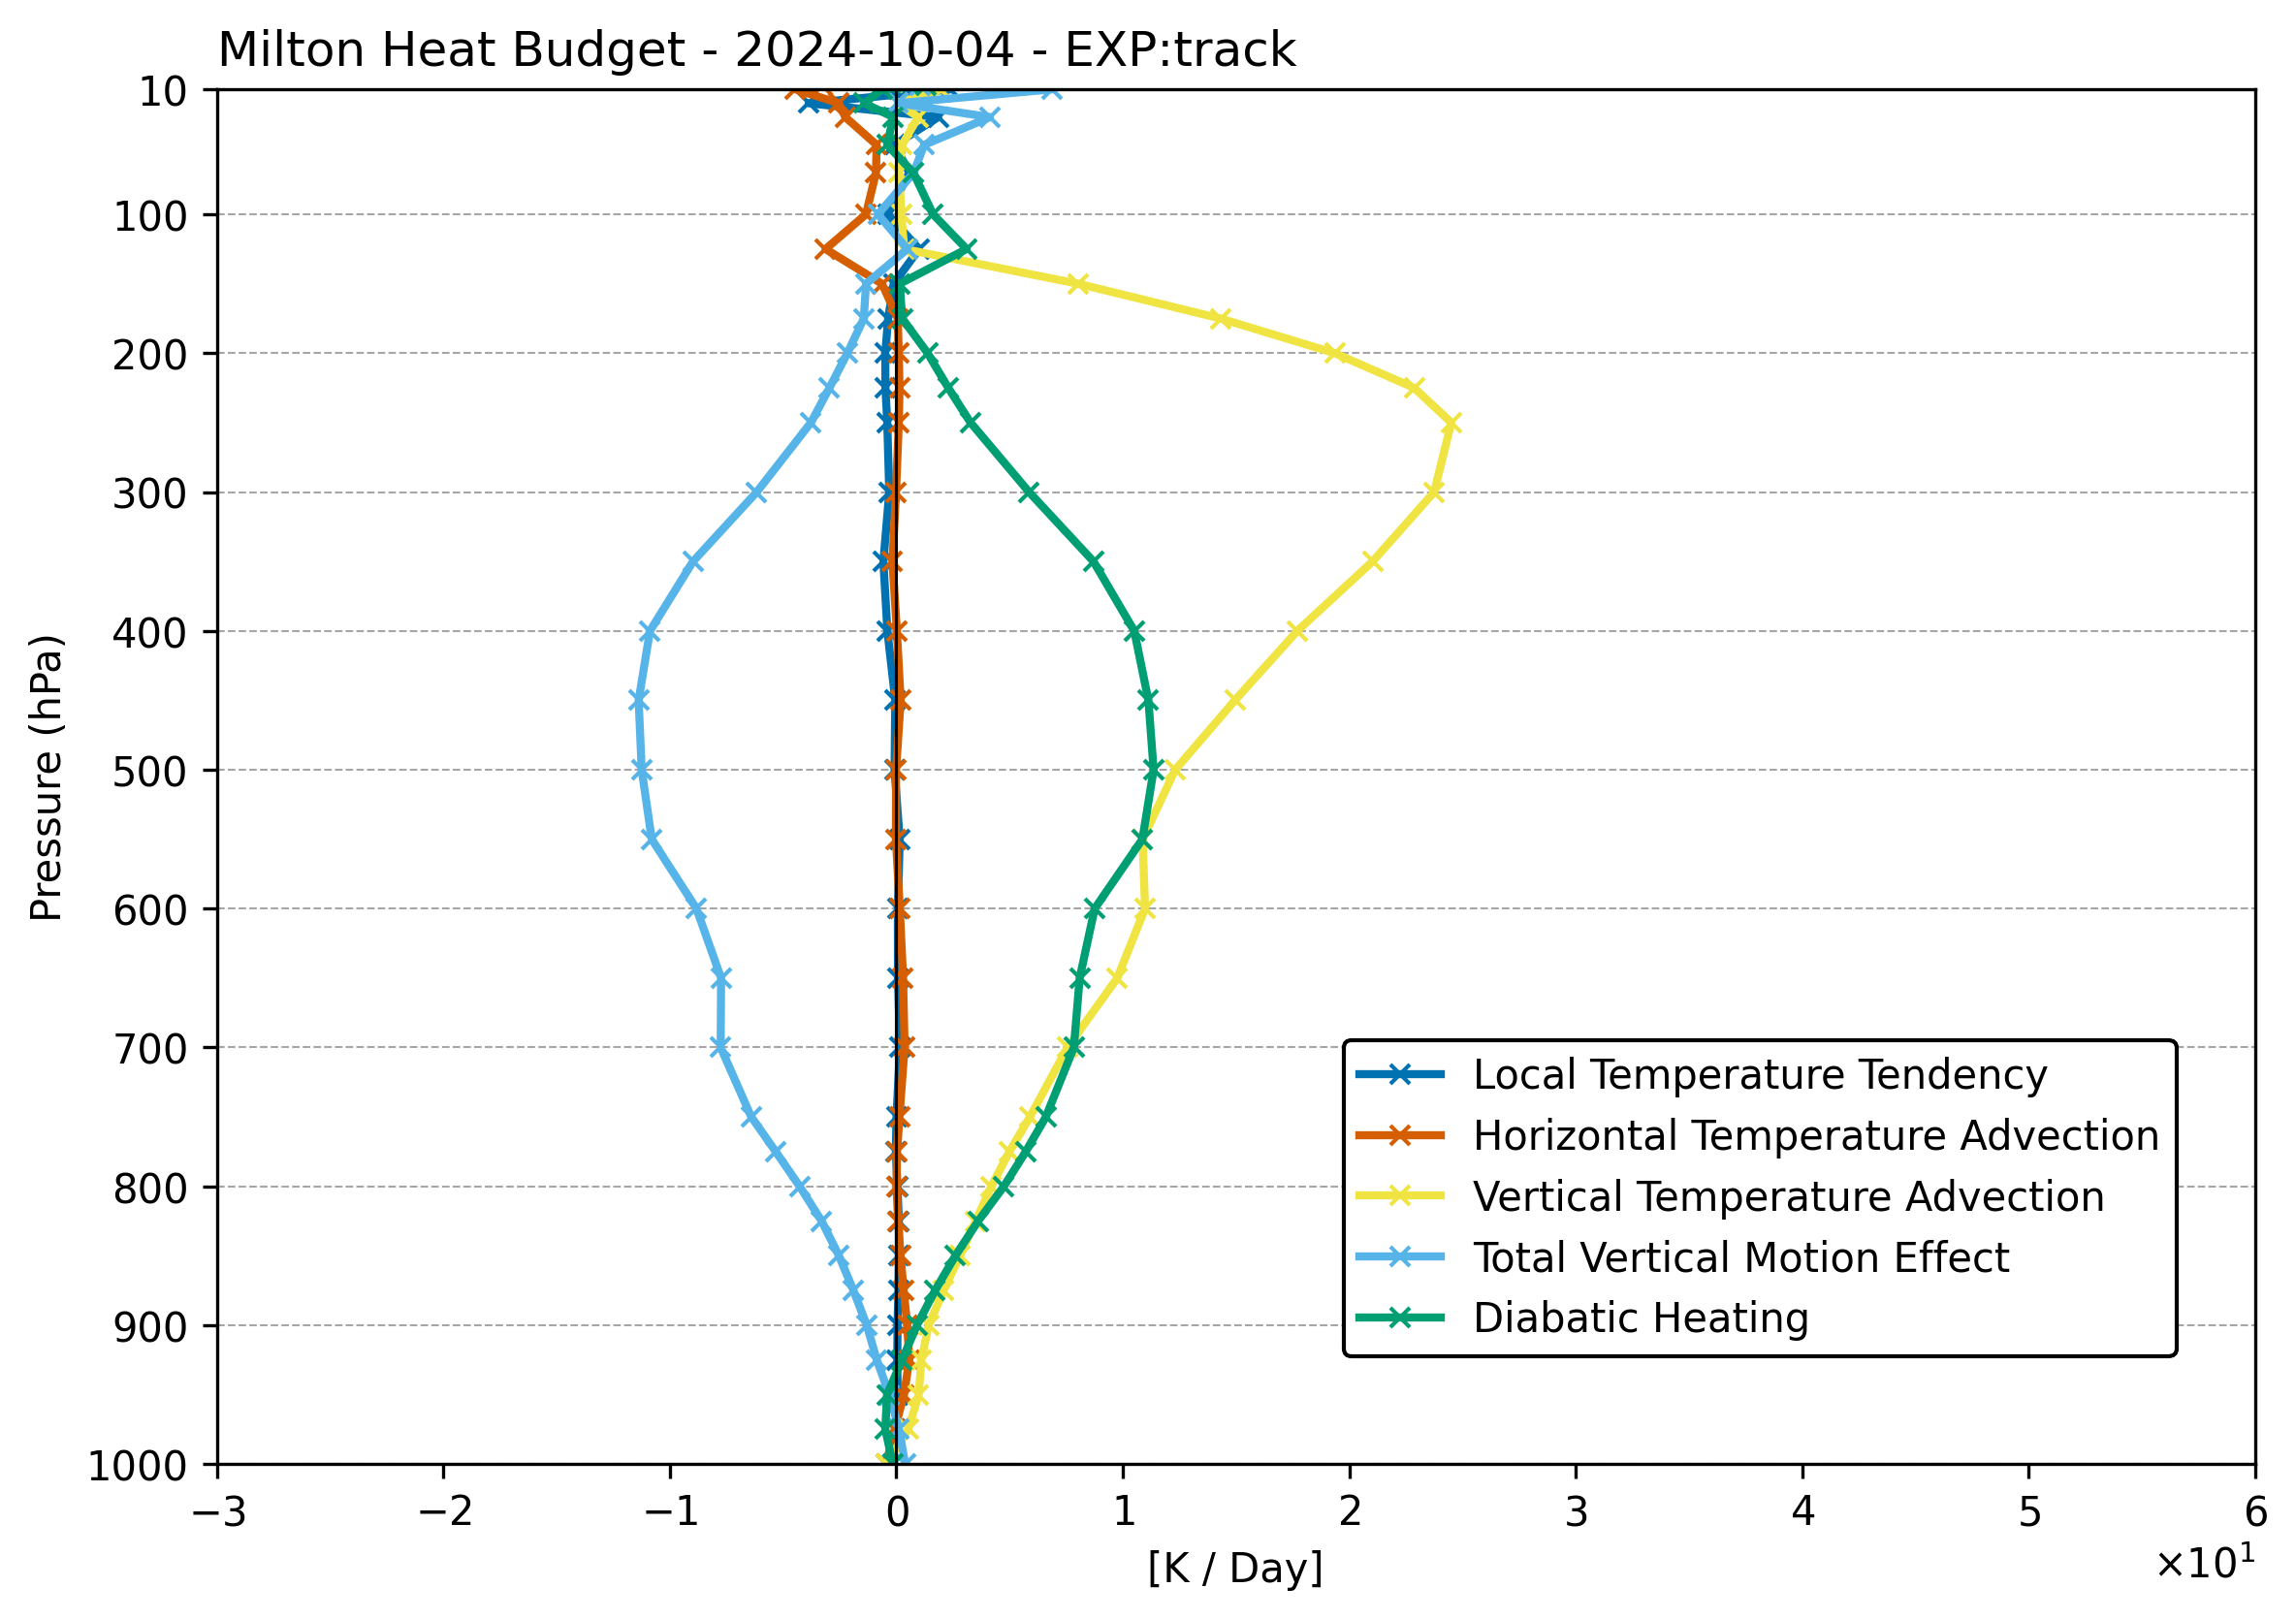 Milton Heat Budget - 2024-10-04 - EXP:track
10
100
200
300
400
500
600
700
800
900
1000
Pressure (hPa)
Local Temperature Tendency
Horizontal Temperature Advection
Vertical Temperature Advection
Total Vertical Motion Effect
Diabatic Heating
−3 −2 −1 0 1 2 3 4 5 6
[K / Day]
×10¹